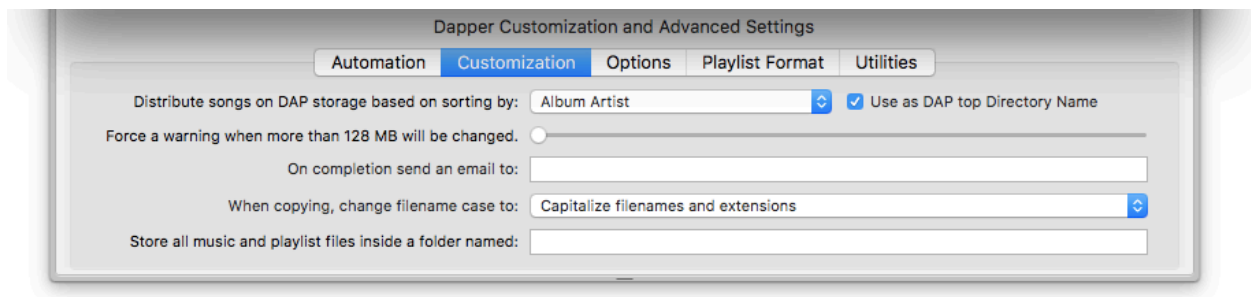 Dapper Customization and Advanced Settings
Automation Customization Options Playlist Format Utilities
Distribute songs on DAP storage based on sorting by: Album Artist Use as DAP top Directory Name
Force a warning when more than 128 MB will be changed.
On completion send an email to:
When copying, change filename case to: Capitalize filenames and extensions
Store all music and playlist files inside a folder named: